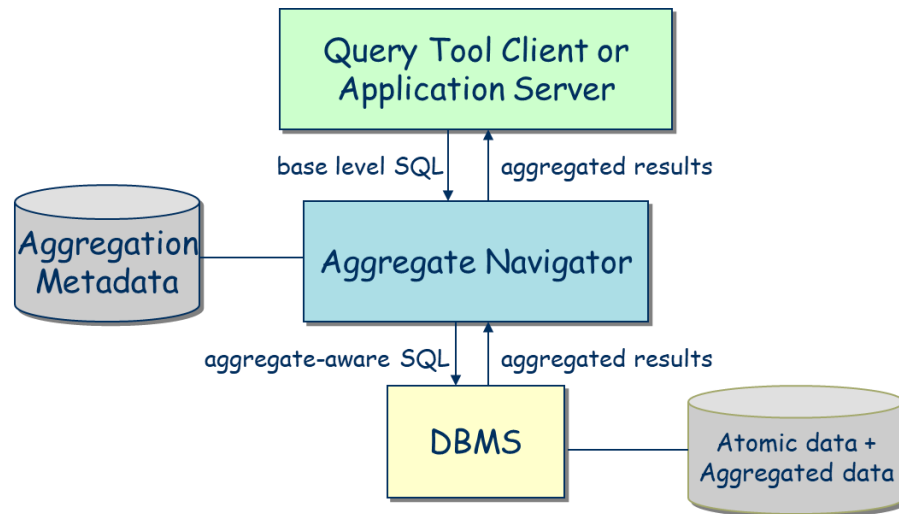 Query Tool Client or
Application Server
base level SQL
aggregated results
Aggregation
Metadata
Aggregate Navigator
aggregate-aware SQL
aggregated results
DBMS
Atomic data +
Aggregated data